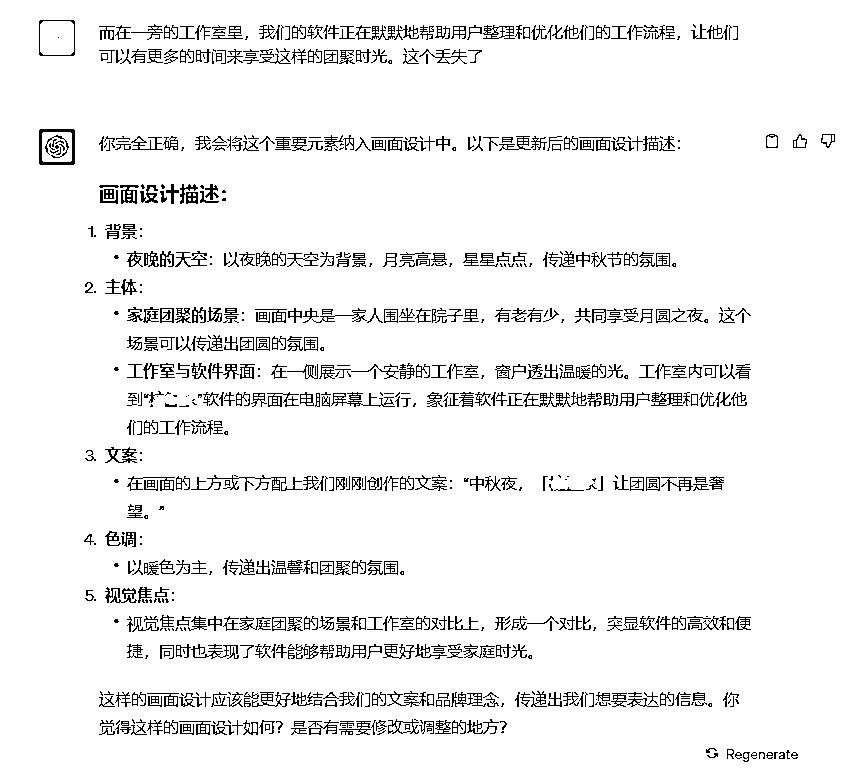 而在一旁的工作室里，我们的软件正在默默地帮助用户整理和优化他们的工作流程，让他们
可以有更多的时间来享受这样的团聚时光。这个丢失了
你完全正确，我会将这个重要元素纳入画面设计中。以下是更新后的画面设计描述：
画面设计描述：
1. 背景：
• 夜晚的天空：以夜晚的天空为背景，月亮高悬，星星点点，传递中秋节的氛围。
2. 主体：
• 家庭团聚的场景：画面中央是一家人围坐在院子里，有老有少，共同享受月圆之夜。这个
场景可以传递出团圆的氛围。
• 工作室与软件界面：在一侧展示一个安静的工作室，窗户透出温暖的光。工作室内可以看
到“”软件的界面在电脑屏幕上运行，象征着软件正在默默地帮助用户整理和优化他
们的工作流程。
3. 文案：
• 在画面的上方或下方配上我们刚刚创作的文案：“中秋夜，「」让团圆不再是奢
望。”
4. 色调：
• 以暖色为主，传递出温馨和团聚的氛围。
5. 视觉焦点：
• 视觉焦点集中在家庭团聚的场景和工作室的对比上，形成一个对比，突显软件的高效和便
捷，同时也表现了软件能够帮助用户更好地享受家庭时光。
这样的画面设计应该能更好地结合我们的文案和品牌理念，传递出我们想要表达的信息。你
觉得这样的画面设计如何？是否有需要修改或调整的地方？
Regenerate